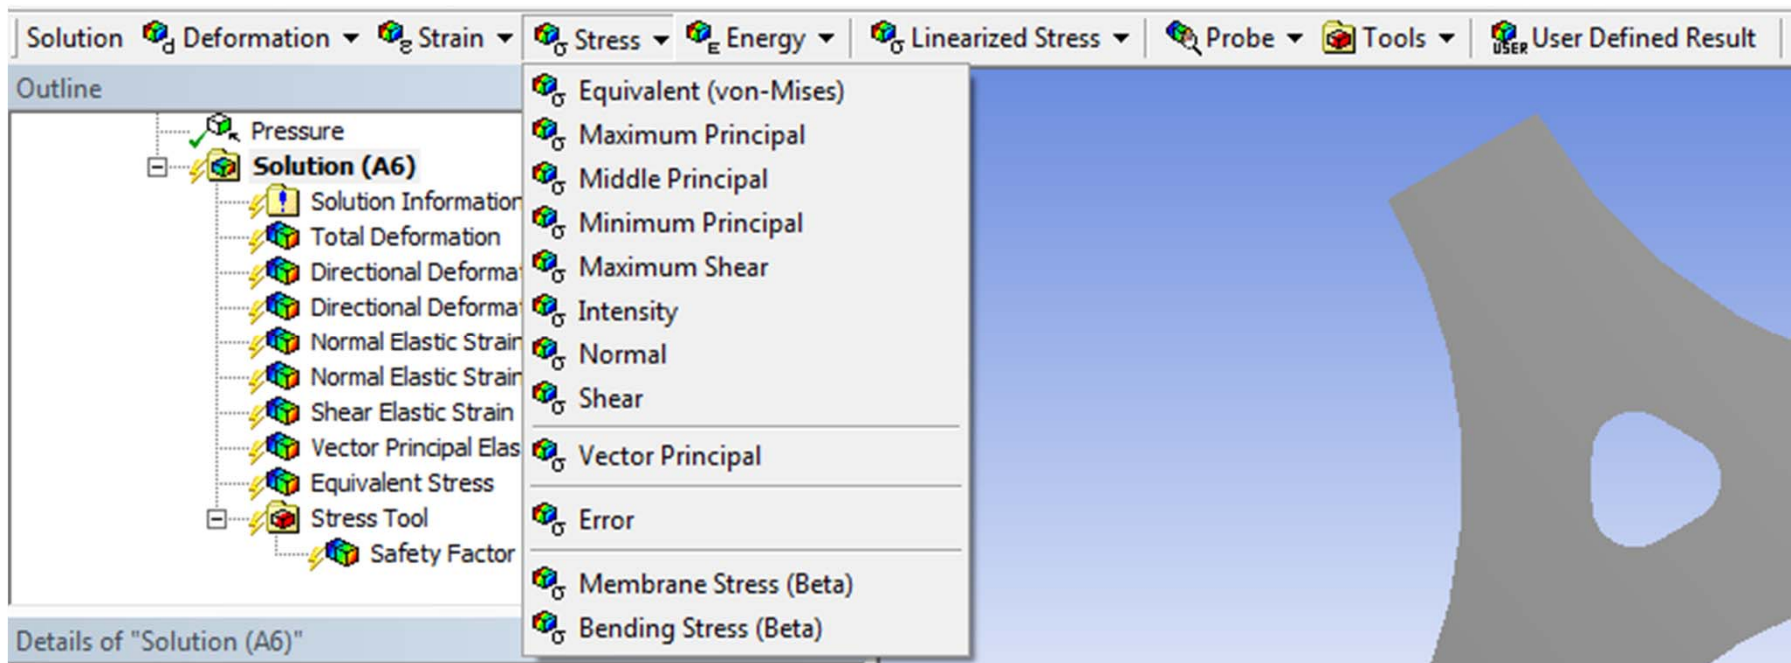 Solution d Deformation ε Strain σ Stress E Energy σ Linearized Stress Probe Tools USER User Defined Result
Outline
Pressure
Solution (A6)
Solution Information
Total Deformation
Directional Deformat
Directional Deformat
Normal Elastic Strain
Normal Elastic Strain
Shear Elastic Strain
Vector Principal Elas
Equivalent Stress
Stress Tool
Safety Factor
σ Equivalent (von-Mises)
σ Maximum Principal
σ Middle Principal
σ Minimum Principal
σ Maximum Shear
σ Intensity
σ Normal
σ Shear
σ Vector Principal
σ Error
σ Membrane Stress (Beta)
σ Bending Stress (Beta)
Details of "Solution (A6)"